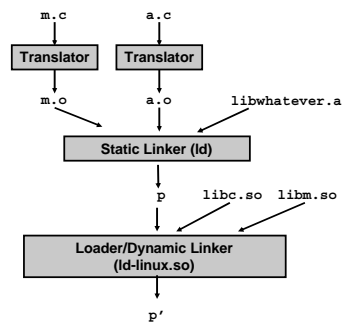 m.c
a.c
Translator
Translator
m.o
a.o
libwhatever.a
Static Linker (ld)
p
libc.so
libm.so
Loader/Dynamic Linker
(ld-linux.so)
p’